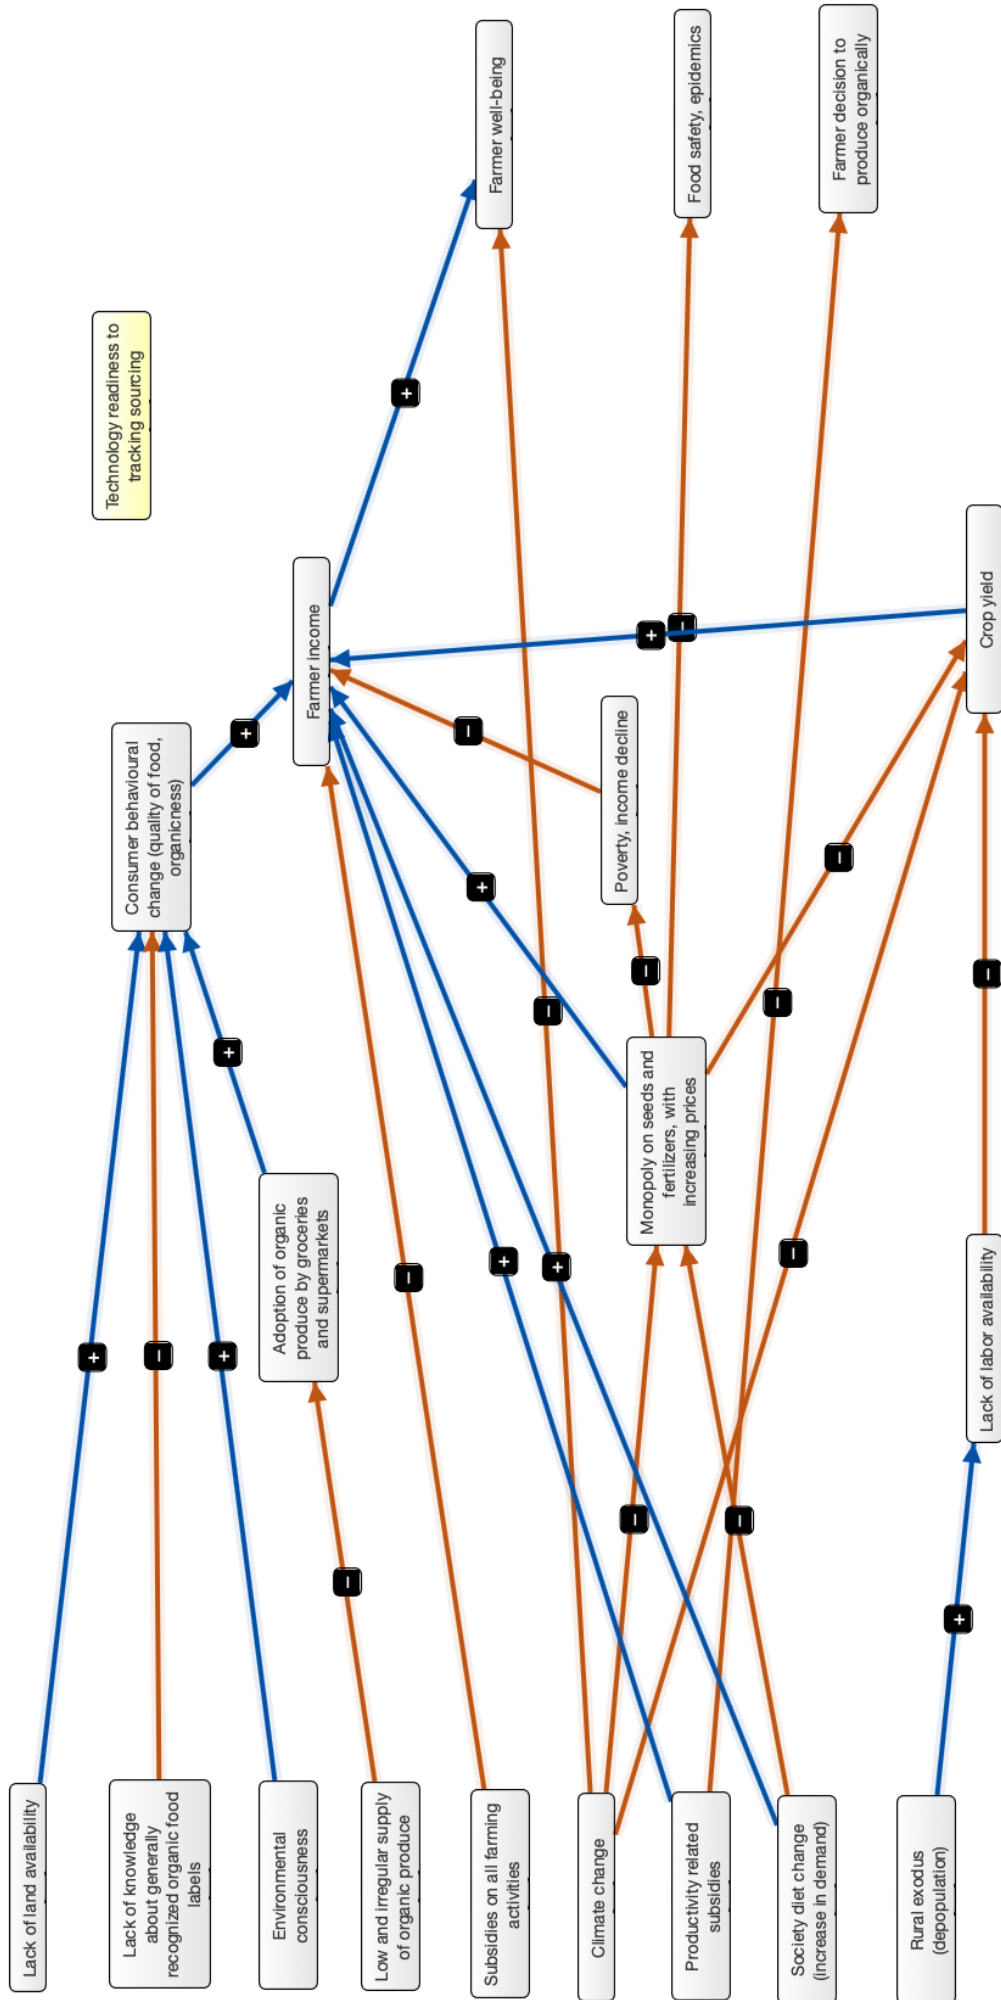 Lack of land availability
Lack of knowledge
about generally
recognized organic food
labels
Environmental
consciousness
Low and irregular supply
of organic produce
Subsidies on all farming
activities
Climate change
Productivity related
subsidies
Society diet change
(increase in demand)
Rural exodus
(depopulation)
Adoption of organic
produce by groceries
and supermarkets
Lack of labor availability
Monopoly on seeds and
fertilizers, with
increasing prices
Consumer behavioural
change (quality of food,
organicness)
Poverty, income decline
Farmer income
Crop yield
Technology readiness to
tracking sourcing
Farmer well-being
Food safety, epidemics
Farmer decision to
produce organically
+
–
+
–
+
–
+
+
–
–
–
–
+
+
–
–
–
–
–
+
–
+
–
+